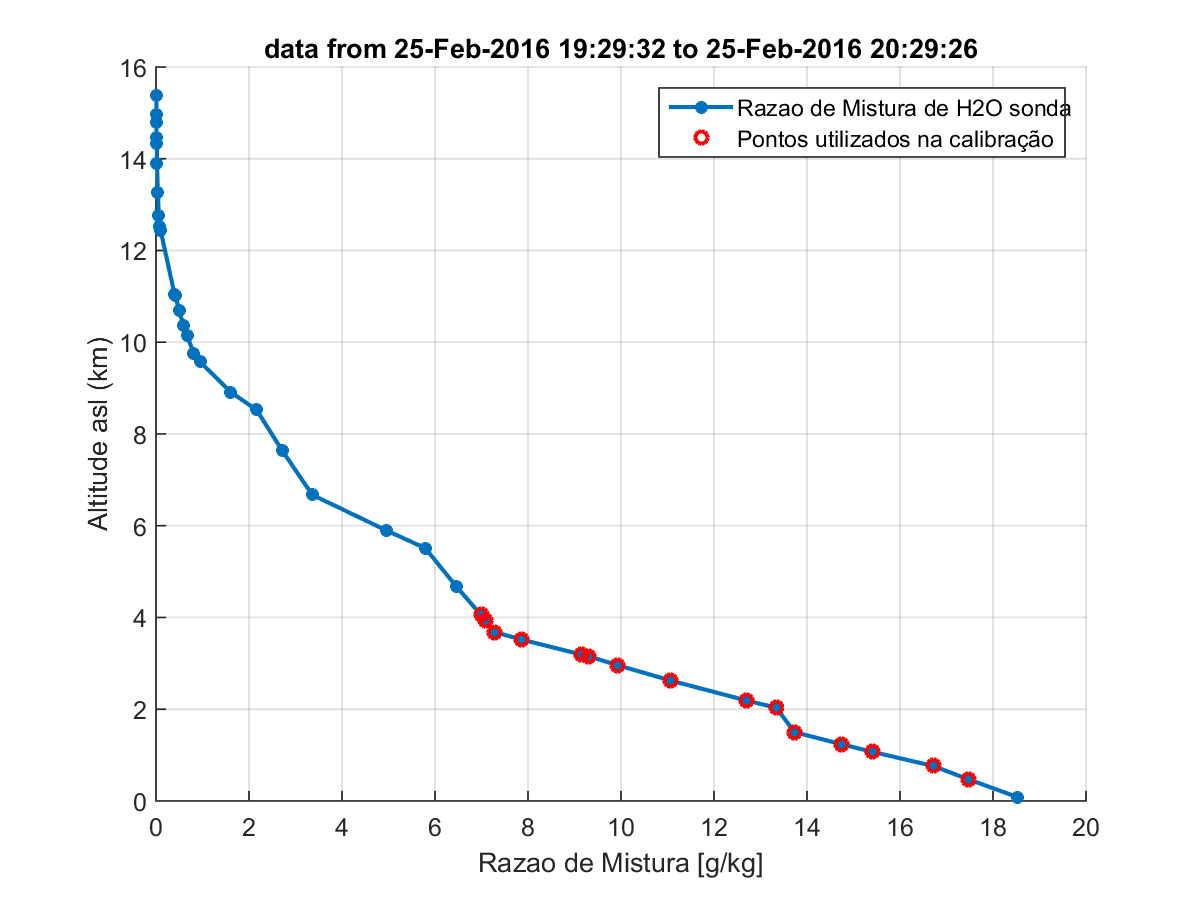 data from 25-Feb-2016 19:29:32 to 25-Feb-2016 20:29:26
Razao de Mistura de H2O sonda
Pontos utilizados na calibração
Altitude asl (km)
16
14
12
10
8
6
4
2
0
0 2 4 6 8 10 12 14 16 18 20
Razao de Mistura [g/kg]